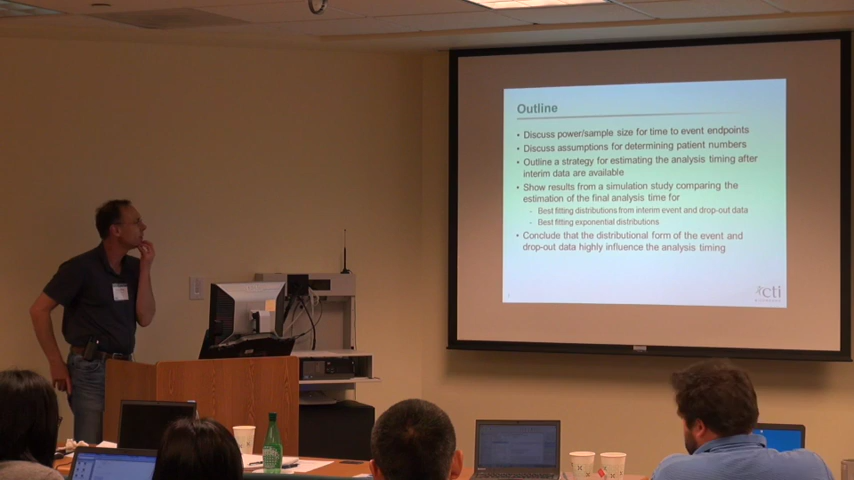 Outline
• Discuss power/sample size for time to event endpoints
• Discuss assumptions for determining patient numbers
• Outline a strategy for estimating the analysis timing after
interim data are available
• Show results from a simulation study comparing the
estimation of the final analysis time for
- Best fitting distributions from interim event and drop-out data
- Best fitting exponential distributions
• Conclude that the distributional form of the event and
drop-out data highly influence the analysis timing
cti